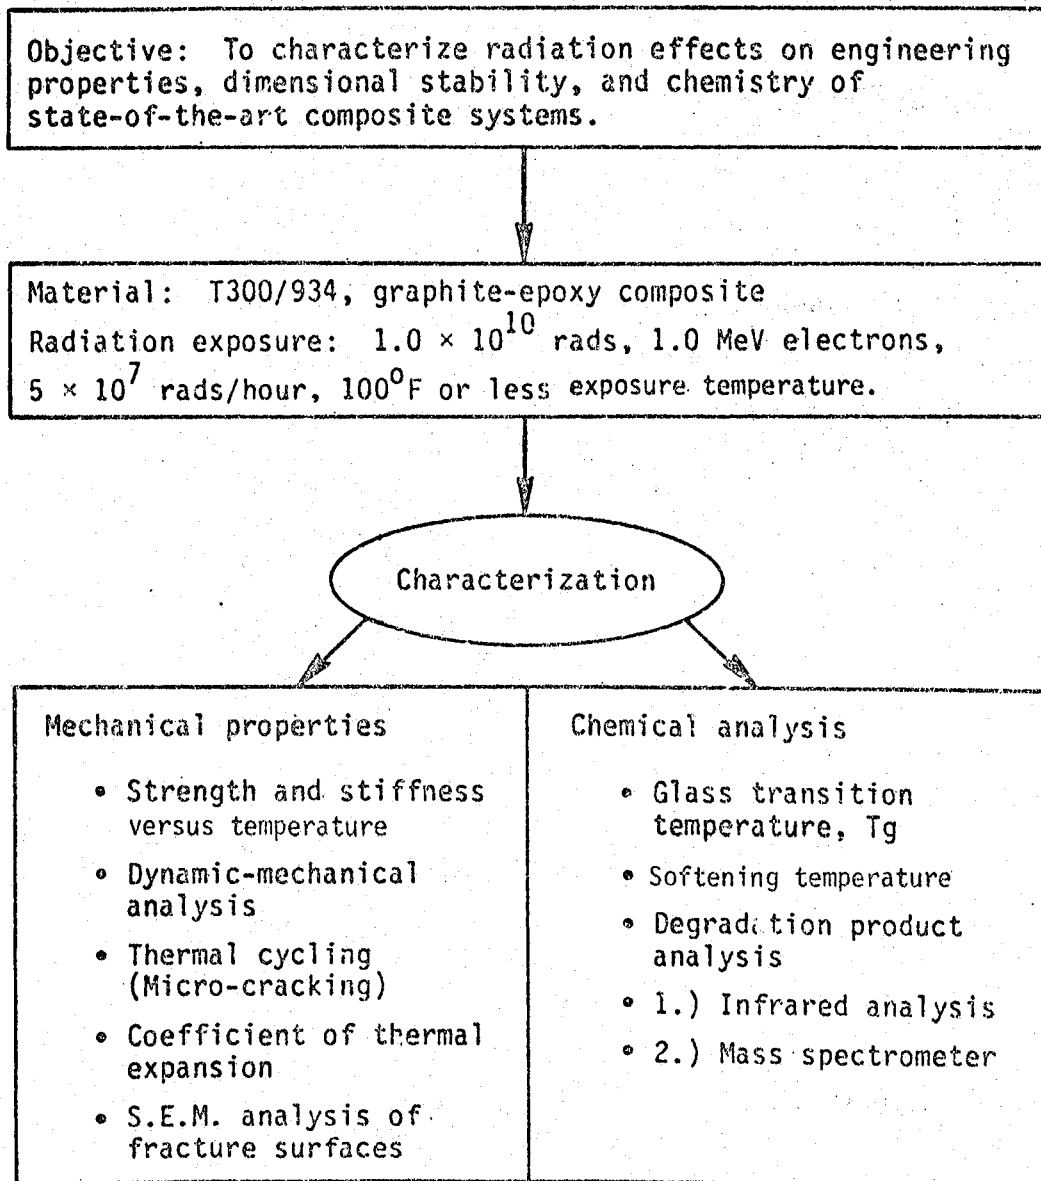 Objective: To characterize radiation effects on engineering
properties, dimensional stability, and chemistry of
state-of-the-art composite systems.
Material: T300/934, graphite-epoxy composite
Radiation exposure: 1.0 × 10^10 rads, 1.0 MeV electrons,
5 × 10^7 rads/hour, 100°F or less exposure temperature.
Characterization
Mechanical properties
• Strength and stiffness
versus temperature
• Dynamic-mechanical
analysis
• Thermal cycling
(Micro-cracking)
• Coefficient of thermal
expansion
• S.E.M. analysis of
fracture surfaces
Chemical analysis
• Glass transition
temperature, Tg
• Softening temperature
• Degradation product
analysis
• 1.) Infrared analysis
• 2.) Mass spectrometer